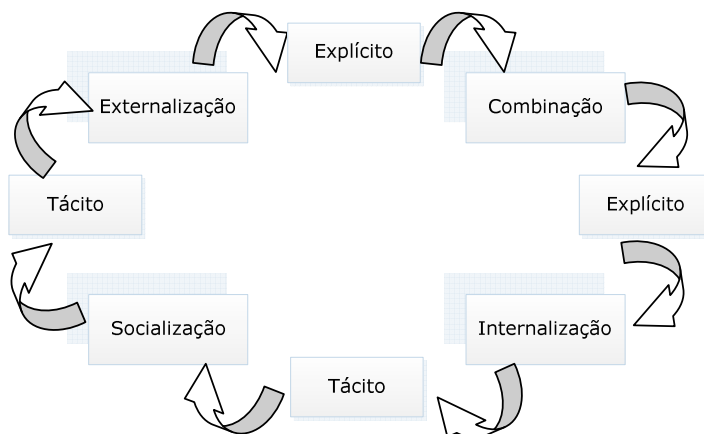 Explícito
Externalização
Combinação
Tácito
Explícito
Socialização
Internalização
Tácito